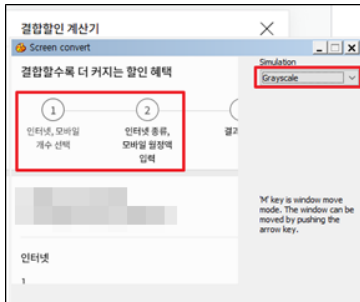 결합할인 계산기
Screen convert
결합할수록 더 커지는 할인 혜택
Simulation
Grayscale
1
2
인터넷, 모바일
개수 선택
인터넷 종류,
모바일 월정액
입력
결과
'M' key is window move
mode. The window can be
moved by pushing the
arrow key.
인터넷
1